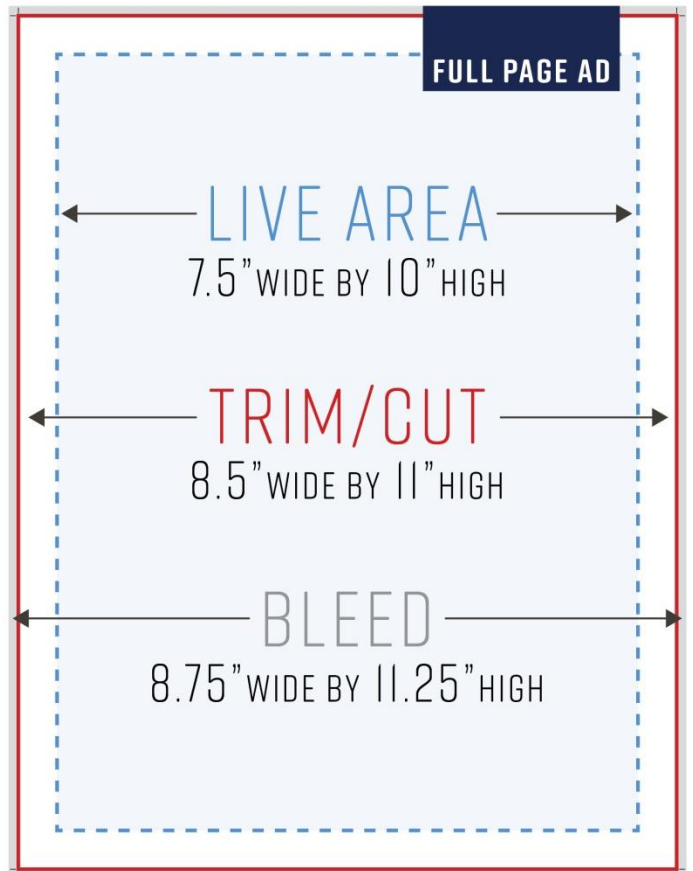 FULL PAGE AD
LIVE AREA
7.5”WIDE BY 10”HIGH
TRIM/CUT
8.5”WIDE BY 11”HIGH
BLEED
8.75”WIDE BY 11.25”HIGH